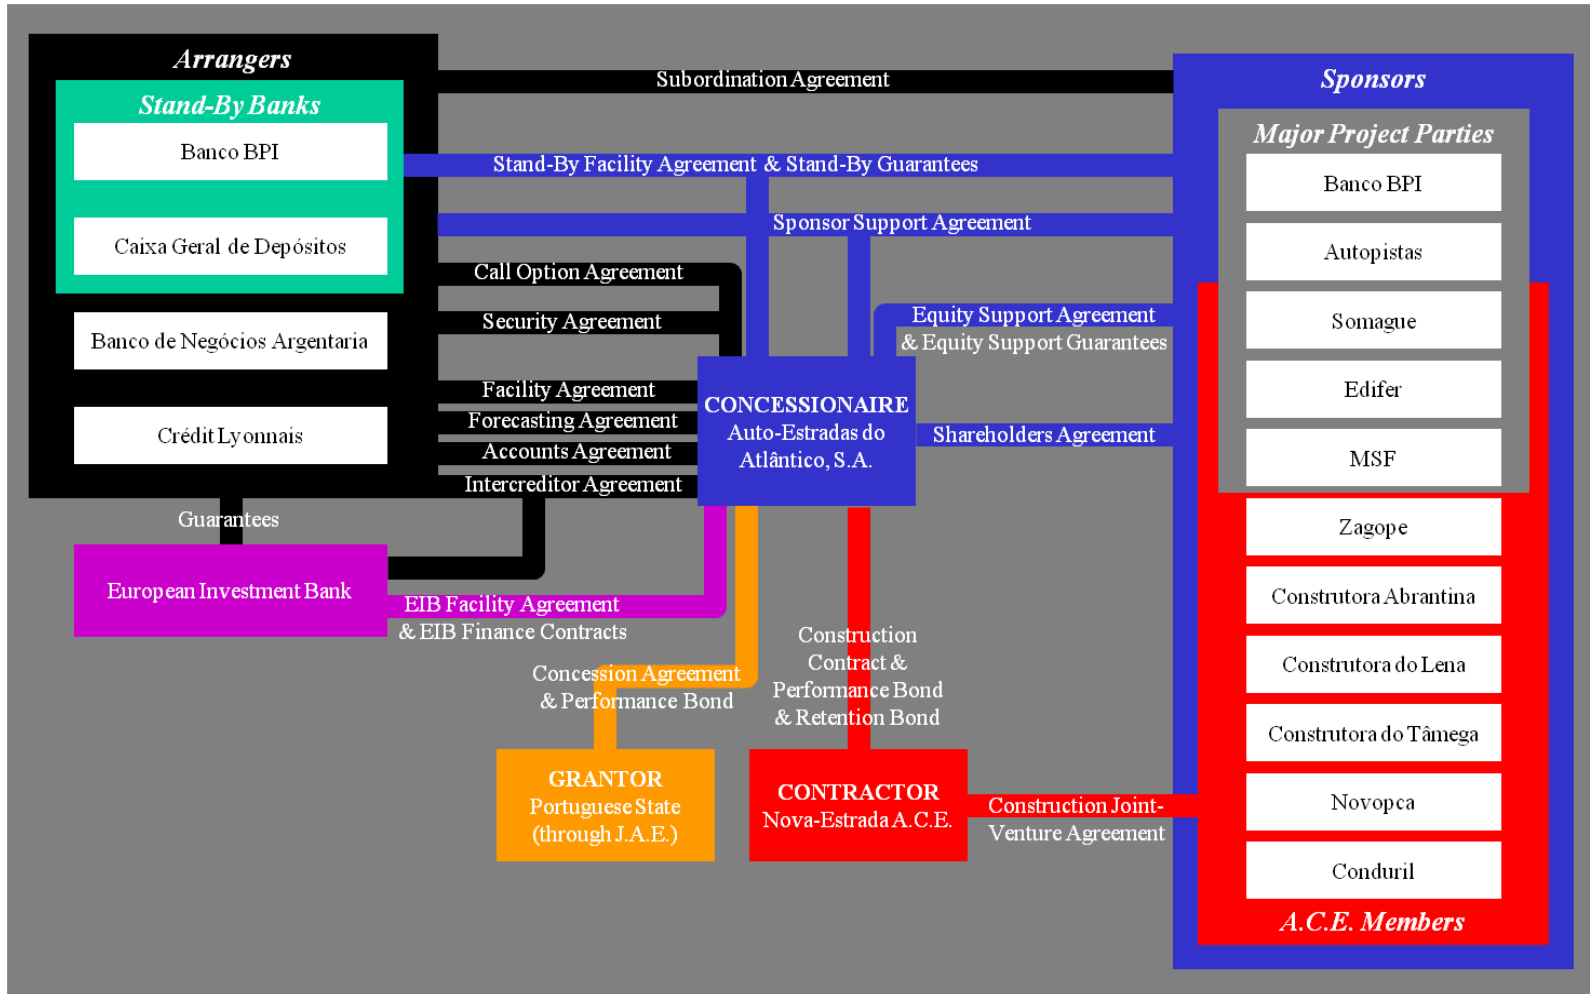 Arrangers
Stand-By Banks
Banco BPI
Caixa Geral de Depósitos
Banco de Negócios Argentaria
Crédit Lyonnais
Guarantees
European Investment Bank
Subordination Agreement
Stand-By Facility Agreement & Stand-By Guarantees
Sponsor Support Agreement
Call Option Agreement
Security Agreement
Facility Agreement
Forecasting Agreement
Accounts Agreement
Intercreditor Agreement
EIB Facility Agreement
& EIB Finance Contracts
Concession Agreement
& Performance Bond
CONCESSIONAIRE
Auto-Estradas do
Atlântico, S.A.
Equity Support Agreement
& Equity Support Guarantees
Shareholders Agreement
Construction
Contract &
Performance Bond
& Retention Bond
GRANTOR
Portuguese State
(through J.A.E.)
CONTRACTOR
Nova-Estrada A.C.E.
Construction Joint-
Venture Agreement
Sponsors
Major Project Parties
Banco BPI
Autopistas
Somague
Edifer
MSF
Zagope
Construtora Abrantina
Construtora do Lena
Construtora do Tâmega
Novopca
Conduril
A.C.E. Members